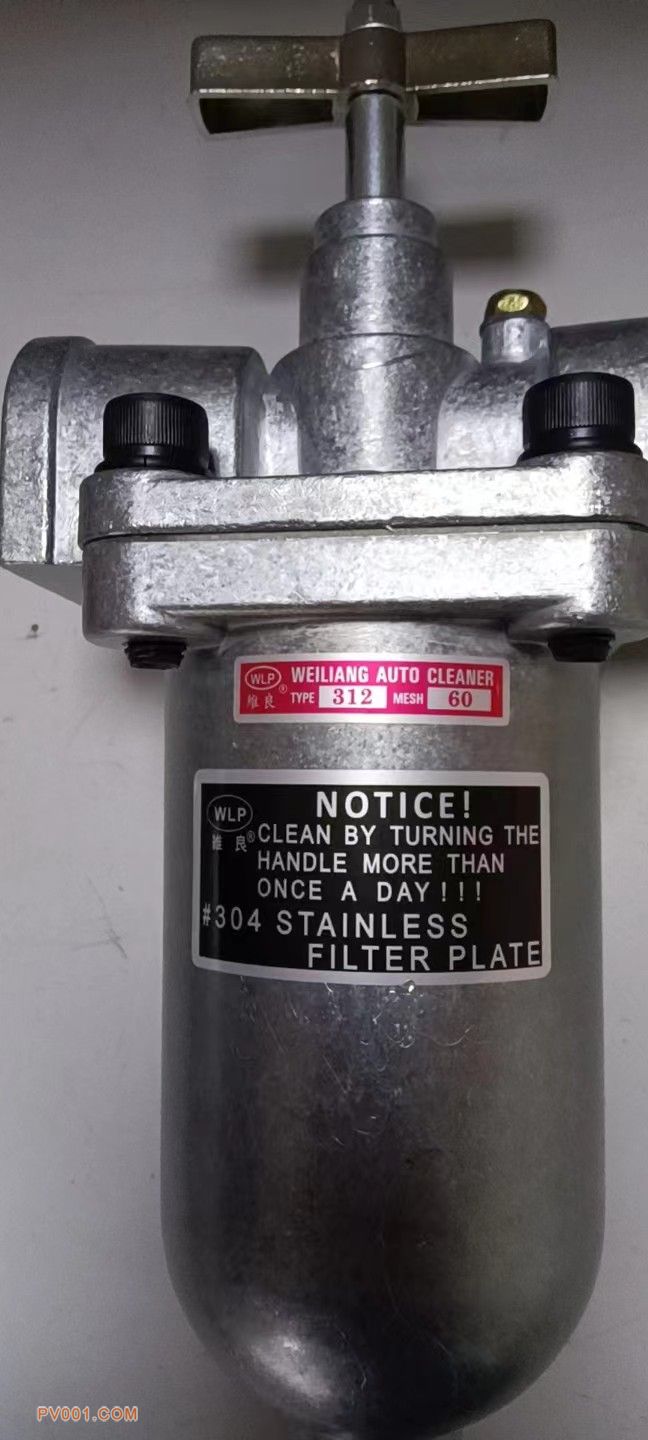 WLP WEILIANG AUTO CLEANER
維良® TYPE 312 MESH 60
NOTICE!
WLP
CLEAN BY TURNING THE
維良®
HANDLE MORE THAN
ONCE A DAY!!!
#304 STAINLESS
FILTER PLATE
PV001.COM